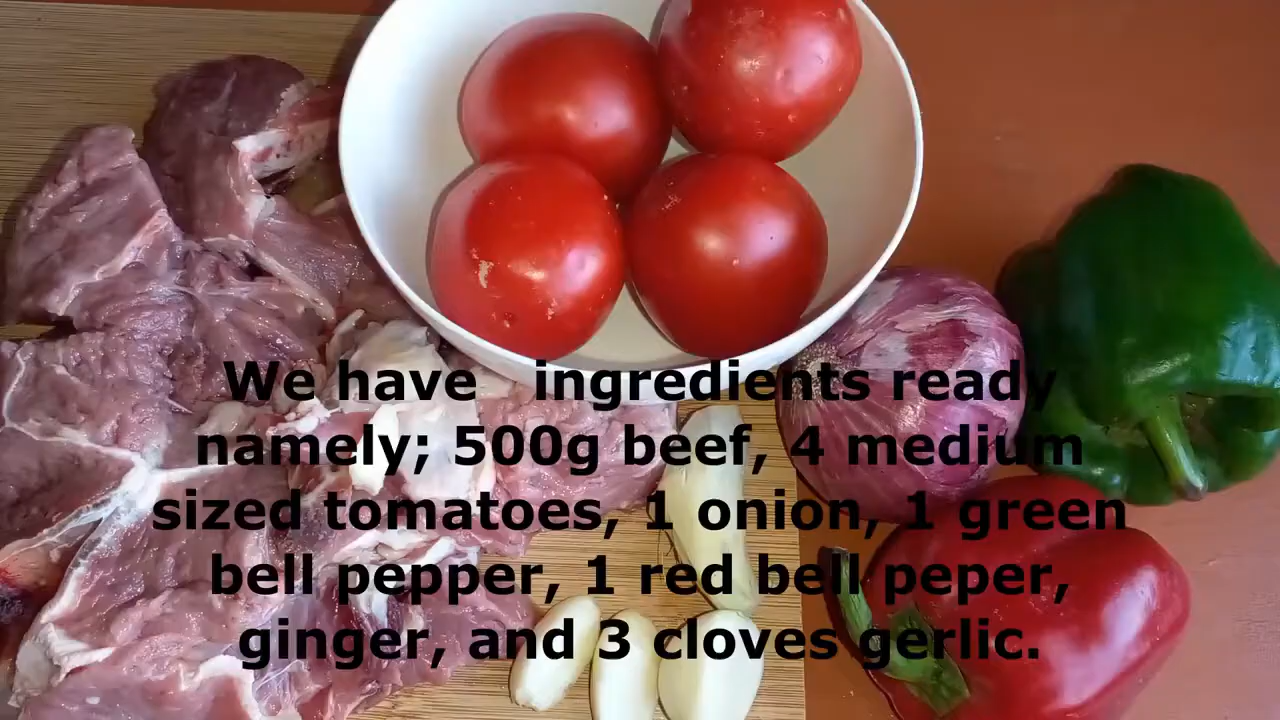 We have ingredients ready
namely; 500g beef, 4 medium
sized tomatoes, 1 onion, 1 green
bell pepper, 1 red bell peper,
ginger, and 3 cloves gerlic.